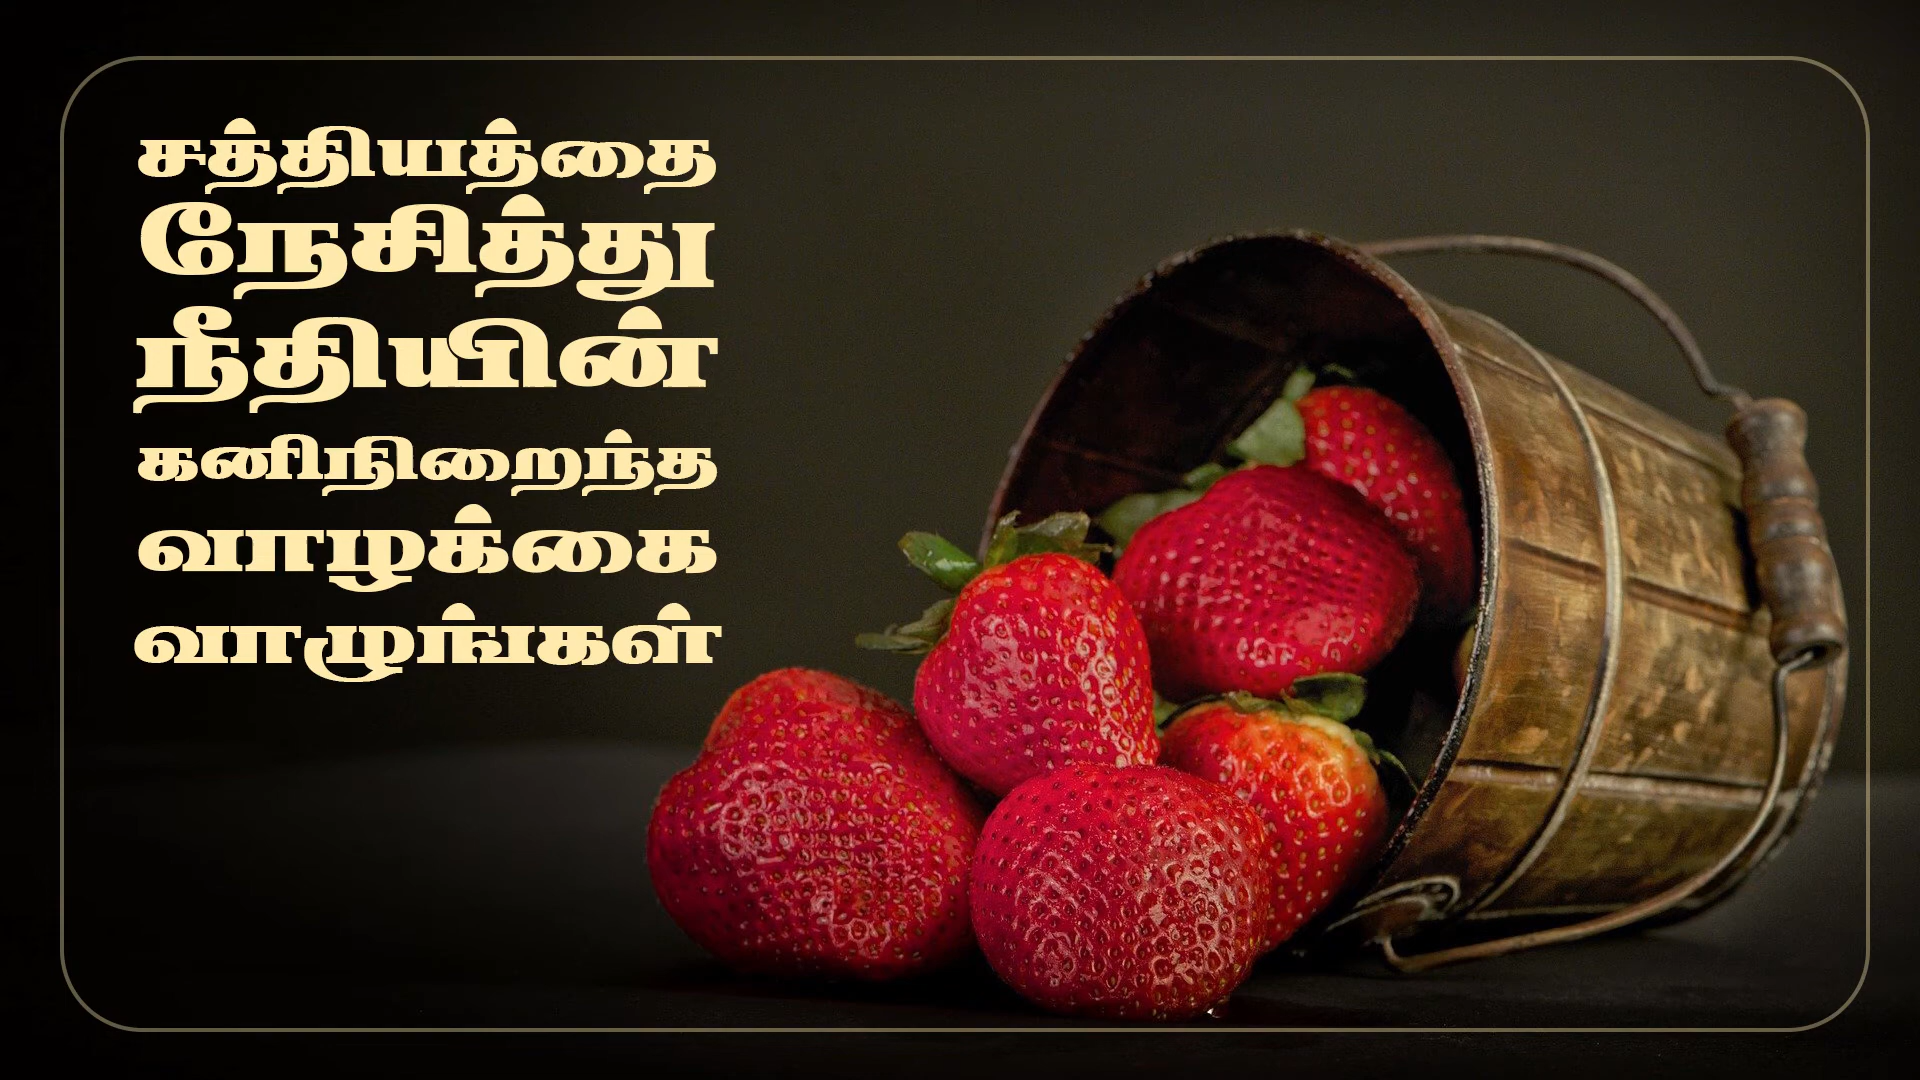 சத்தியத்தை
நேசித்து
நீதியின்
கனிநிறைந்த
வாழக்கை
வாழுங்கள்